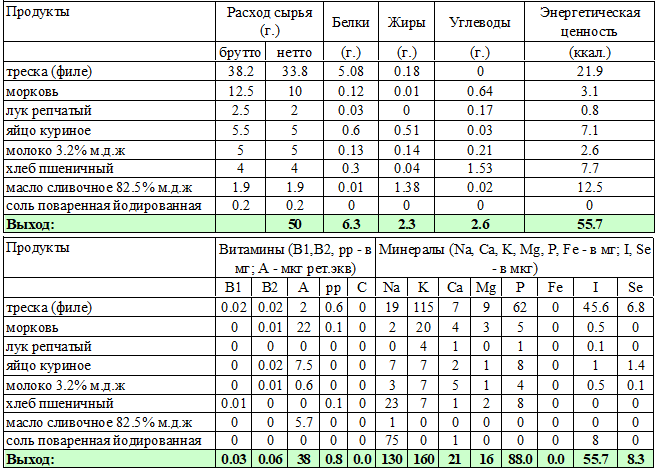 Продукты Расход сырья (г.) Белки Жиры Углеводы Энергетическая ценность
брутто нетто (г.) (г.) (г.) (ккал.)
треска (филе) 38.2 33.8 5.08 0.18 0 21.9
морковь 12.5 10 0.12 0.01 0.64 3.1
лук репчатый 2.5 2 0.03 0 0.17 0.8
яйцо куриное 5.5 5 0.6 0.51 0.03 7.1
молоко 3.2% м.д.ж 5 5 0.13 0.14 0.21 2.6
хлеб пшеничный 4 4 0.3 0.04 1.53 7.7
масло сливочное 82.5% м.д.ж 1.9 1.9 0.01 1.38 0.02 12.5
соль поваренная йодированная 0.2 0.2 0 0 0 0
Выход: 50 6.3 2.3 2.6 55.7
Продукты Витамины (B1,B2, pp - в мг; A - мкг рет.экв) Минералы (Na, Ca, K, Mg, P, Fe - в мг; I, Se - в мкг)
B1 B2 A pp C Na K Ca Mg P Fe I Se
треска (филе) 0.02 0.02 2 0.6 0 19 115 7 9 62 0 45.6 6.8
морковь 0 0.01 22 0.1 0 2 20 4 3 5 0 0.5 0
лук репчатый 0 0 0 0 0 0 4 1 0 1 0 0.1 0
яйцо куриное 0 0.02 7.5 0 0 7 7 2 1 8 0 1 1.4
молоко 3.2% м.д.ж 0 0.01 0.6 0 0 3 7 5 1 4 0 0.5 0.1
хлеб пшеничный 0.01 0 0 0.1 0 23 7 1 2 8 0 0 0
масло сливочное 82.5% м.д.ж 0 0 5.7 0 0 1 0 0 0 0 0 0 0
соль поваренная йодированная 0 0 0 0 0 75 0 1 0 0 0 8 0
Выход: 0.03 0.06 38 0.8 0.0 130 160 21 16 88.0 0.0 55.7 8.3